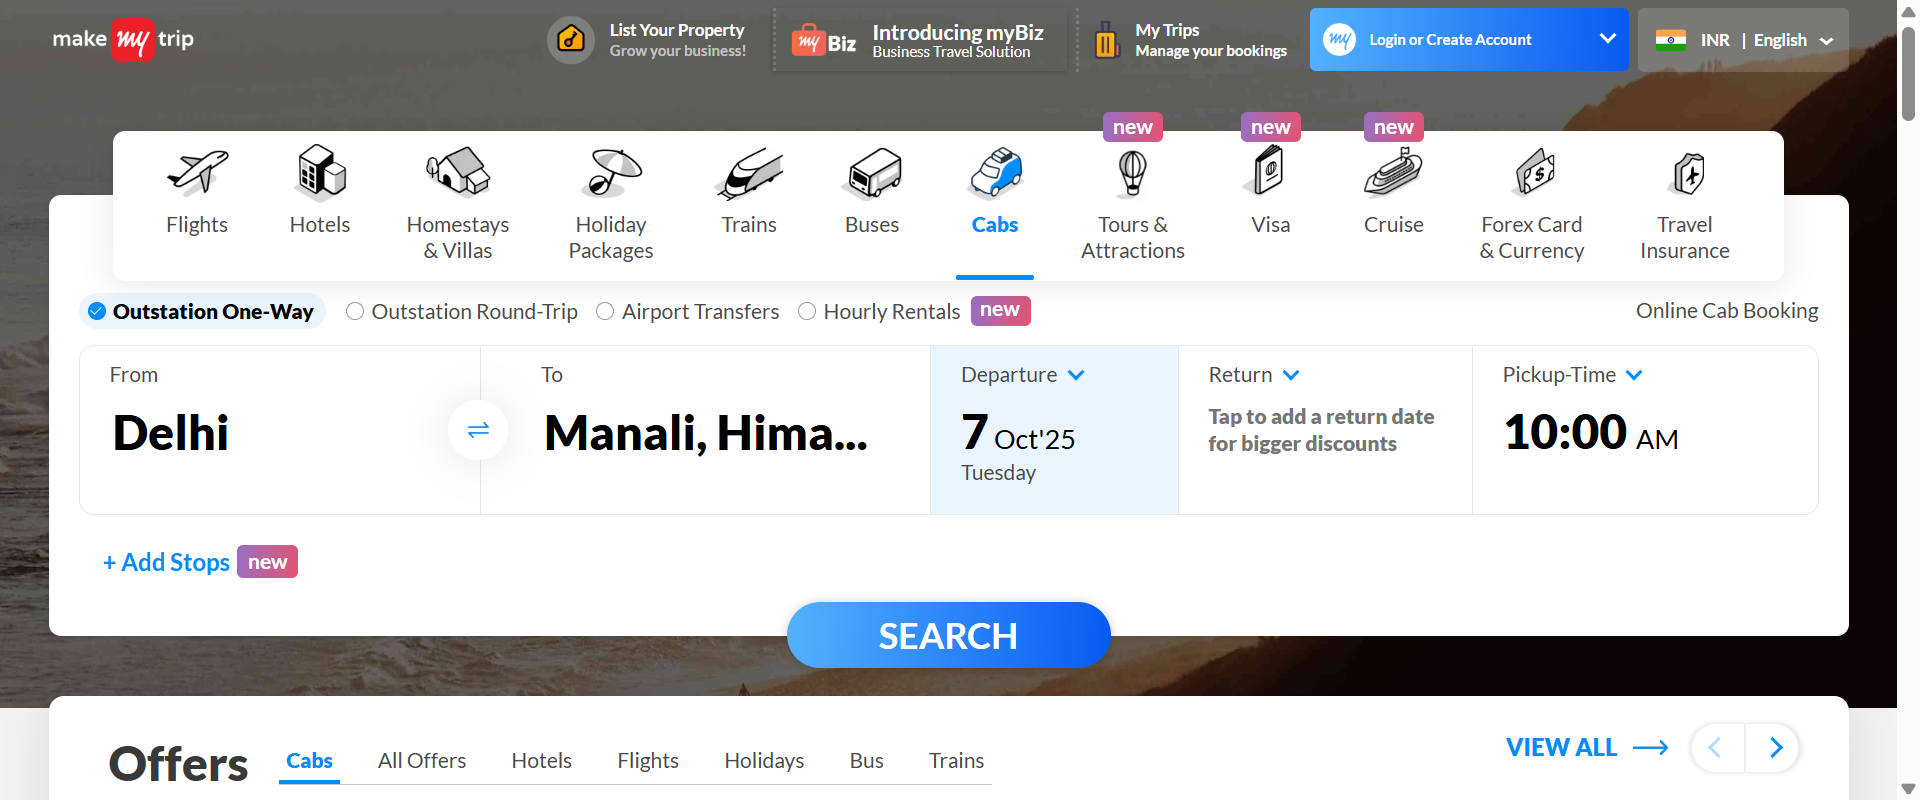 make my trip
List Your Property
Grow your business!
my Biz
Introducing myBiz
Business Travel Solution
My Trips
Manage your bookings
my
Login or Create Account
INR | English
new
new
new
Flights
Hotels
Homestays
& Villas
Holiday
Packages
Trains
Buses
Cabs
Tours &
Attractions
Visa
Cruise
Forex Card
& Currency
Travel
Insurance
Outstation One-Way
Outstation Round-Trip
Airport Transfers
Hourly Rentals
new
Online Cab Booking
From
Delhi
To
Manali, Hima...
Departure
7 Oct'25
Tuesday
Return
Tap to add a return date
for bigger discounts
Pickup-Time
10:00 AM
+ Add Stops new
SEARCH
Offers
Cabs
All Offers
Hotels
Flights
Holidays
Bus
Trains
VIEW ALL